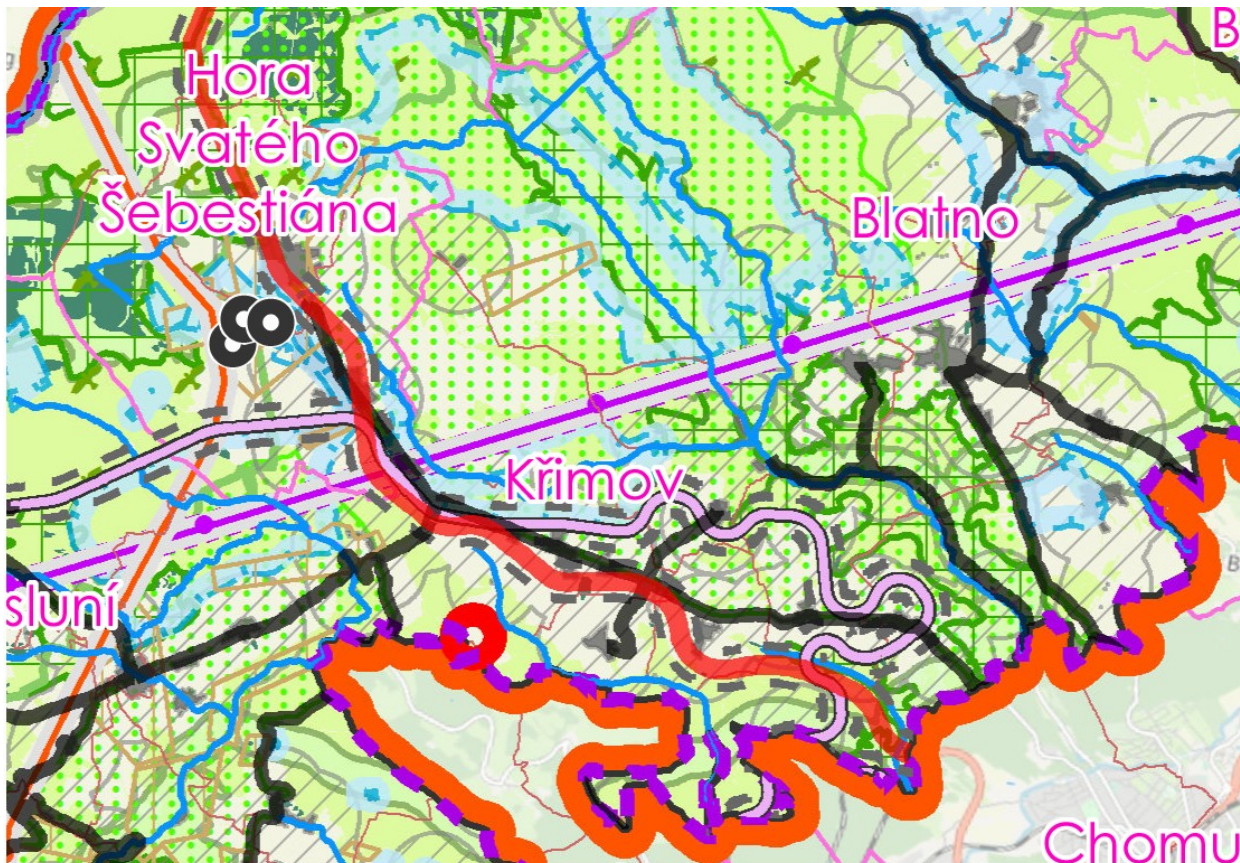 B
Hora
Svatého
Šebestiána
Blatno
Křimov
sluní
Chomu